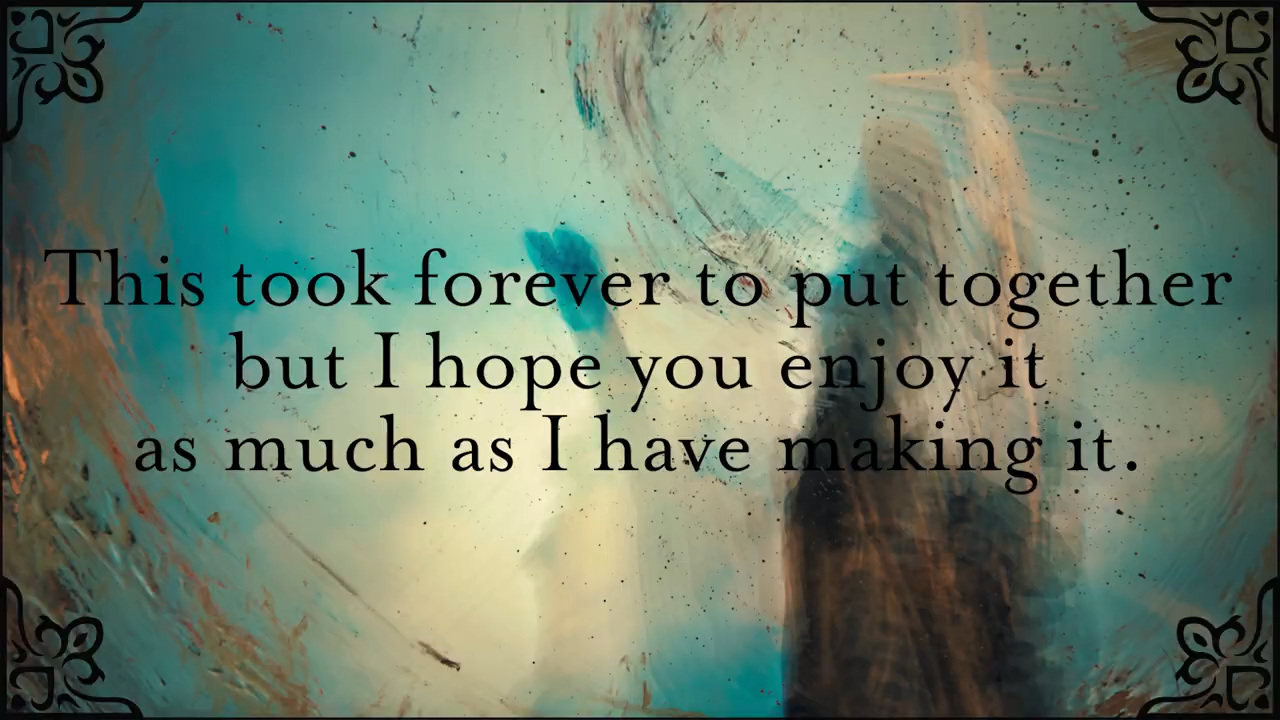 This took forever to put together
but I hope you enjoy it
as much as I have making it.